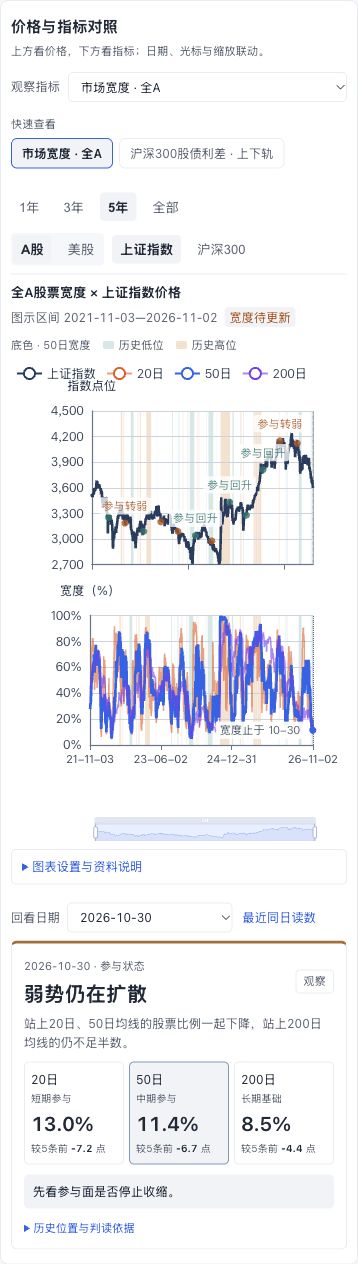 价格与指标对照
上方看价格，下方看指标；日期、光标与缩放联动。
观察指标 市场宽度 · 全A
快速查看
市场宽度 · 全A 沪深300股债利差 · 上下轨
1年 3年 5年 全部
A股 美股 上证指数 沪深300
全A股票宽度 × 上证指数价格
图示区间 2021-11-03—2026-11-02 宽度待更新
底色 · 50日宽度 历史低位 历史高位
上证指数 20日 50日 200日
指数点位
4,500
参与转弱
4,200
参与回升
3,900
3,600
参与回升
参与转弱
3,300
参与回升
3,000
2,700
宽度（%）
100%
80%
60%
40%
20%
宽度止于 10-30
0%
21-11-03 23-06-02 24-12-31 26-11-02
▶ 图表设置与资料说明
回看日期 2026-10-30 最近同日读数
2026-10-30 · 参与状态
观察
弱势仍在扩散
站上20日、50日均线的股票比例一起下降，站上200日
均线的仍不足半数。
20日 50日 200日
短期参与 中期参与 长期基础
13.0% 11.4% 8.5%
较5条前 -7.2 点 较5条前 -6.7 点 较5条前 -4.4 点
先看参与面是否停止收缩。
▶ 历史位置与判读依据